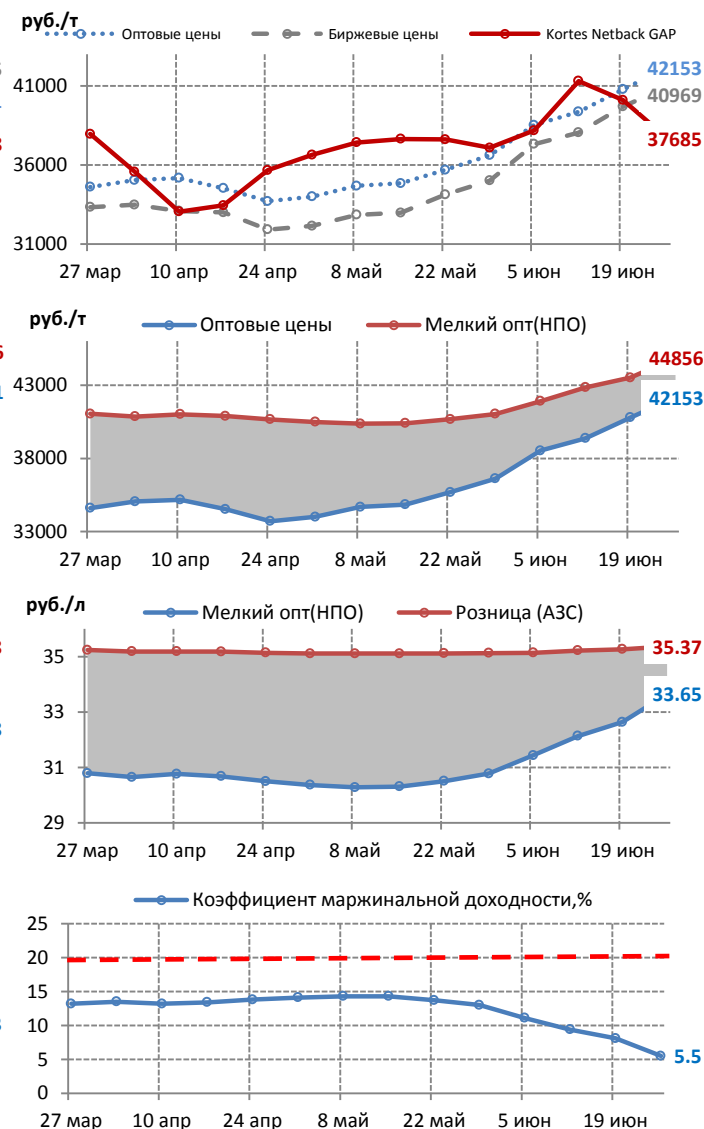 руб./т
Оптовые цены Биржевые цены Kortes Netback GAP
42153
41000
40969
37685
36000
31000
27 мар 10 апр 24 апр 8 май 22 май 5 июн 19 июн
руб./т
Оптовые цены Мелкий опт(НПО)
44856
43000
42153
38000
33000
27 мар 10 апр 24 апр 8 май 22 май 5 июн 19 июн
руб./л
Мелкий опт(НПО) Розница (АЗС)
35.37
35
33.65
33
31
29
27 мар 10 апр 24 апр 8 май 22 май 5 июн 19 июн
Коэффициент маржинальной доходности,%
25
20
15
10
5.5
5
0
27 мар 10 апр 24 апр 8 май 22 май 5 июн 19 июн